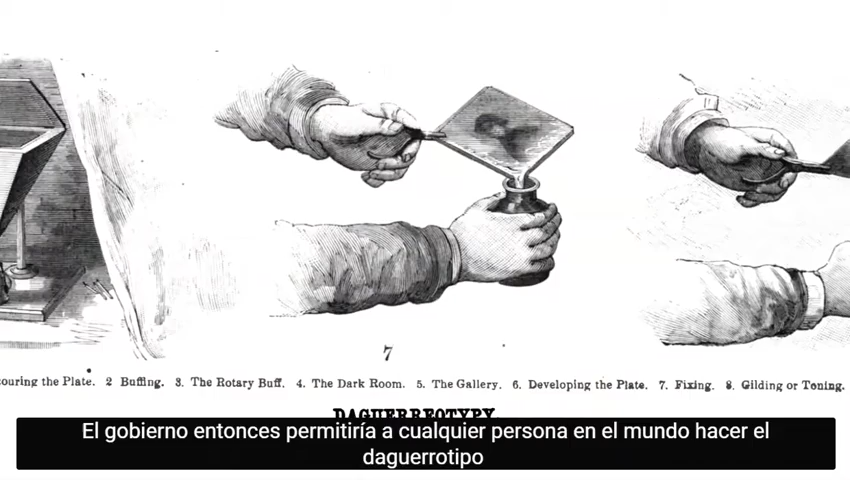 7
ouring the Plate. 2 Buffing. 3. The Rotary Buff. 4. The Dark Room. 5. The Gallery. 6. Developing the Plate. 7. Fixing. 8. Gilding or Toning.
DAGUERREOTYPY.
El gobierno entonces permitiría a cualquier persona en el mundo hacer el
daguerrotipo